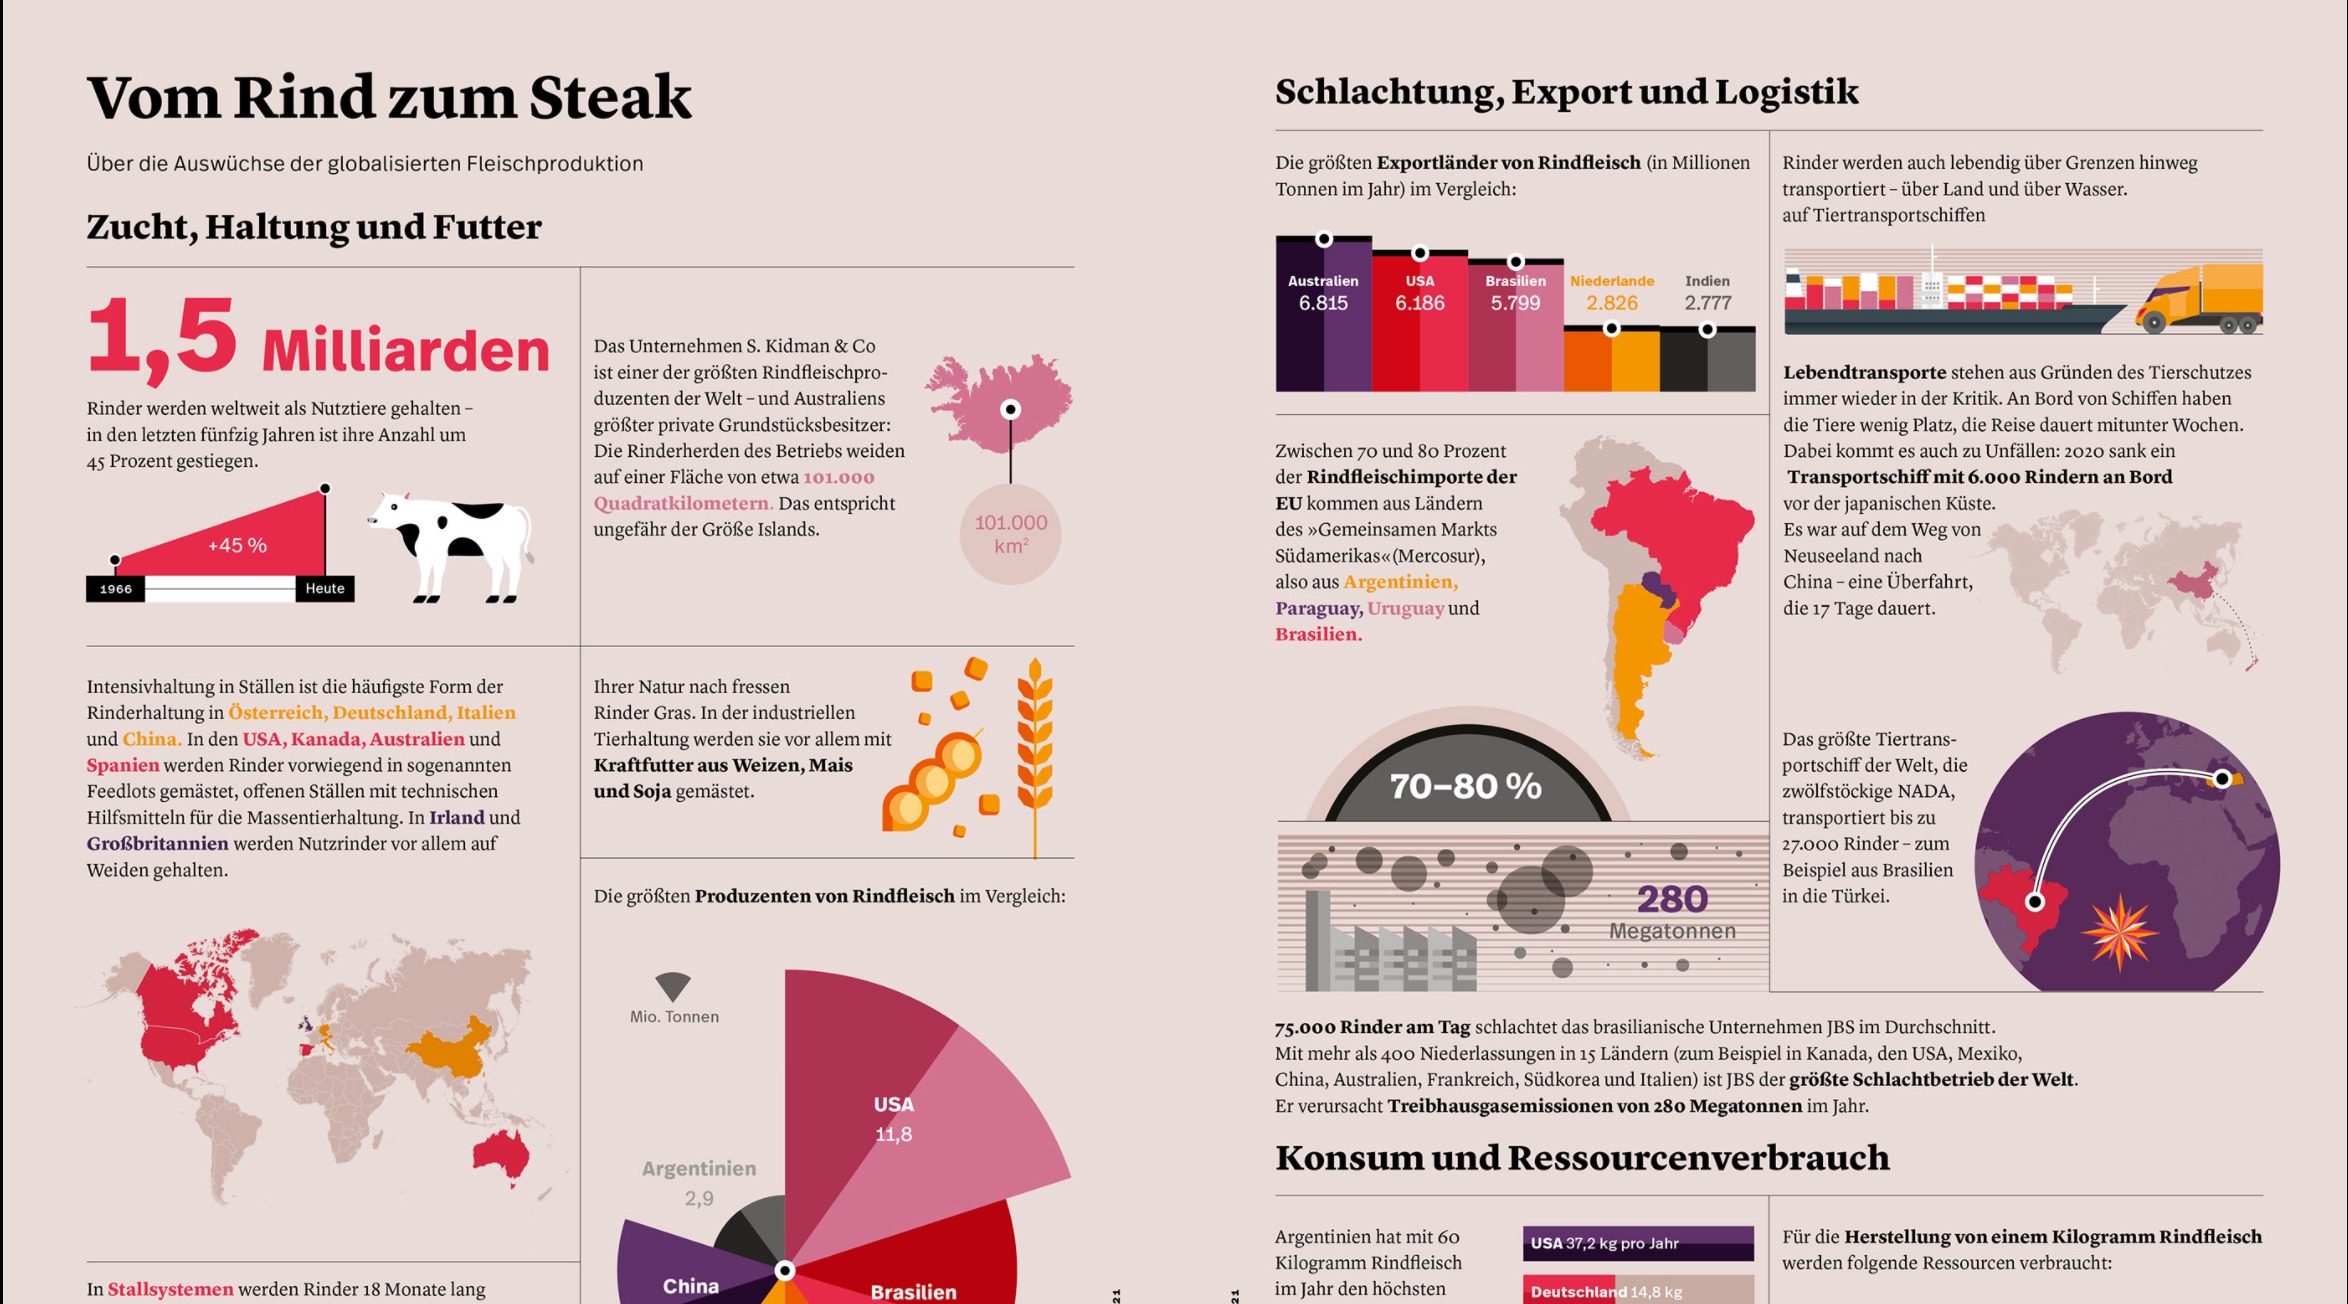 Vom Rind zum Steak
Über die Auswüchse der globalisierten Fleischproduktion
Zucht, Haltung und Futter
1,5 Milliarden
Rinder werden weltweit als Nutztiere gehalten –
in den letzten fünfzig Jahren ist ihre Anzahl um
45 Prozent gestiegen.
+45 %
1966
Heute
Das Unternehmen S. Kidman & Co
ist einer der größten Rindfleischpro-
duzenten der Welt – und Australiens
größter private Grundstücksbesitzer:
Die Rinderherden des Betriebs weiden
auf einer Fläche von etwa 101.000
Quadratkilometern. Das entspricht
ungefähr der Größe Islands.
101.000
km²
Intensivhaltung in Ställen ist die häufigste Form der
Rinderhaltung in Österreich, Deutschland, Italien
und China. In den USA, Kanada, Australien und
Spanien werden Rinder vorwiegend in sogenannten
Feedlots gemästet, offenen Ställen mit technischen
Hilfsmitteln für die Massentierhaltung. In Irland und
Großbritannien werden Nutzrinder vor allem auf
Weiden gehalten.
Ihrer Natur nach fressen
Rinder Gras. In der industriellen
Tierhaltung werden sie vor allem mit
Kraftfutter aus Weizen, Mais
und Soja gemästet.
Die größten Produzenten von Rindfleisch im Vergleich:
Mio. Tonnen
USA
11,8
Argentinien
2,9
China
Brasilien
In Stallsystemen werden Rinder 18 Monate lang
21
21
Schlachtung, Export und Logistik
Die größten Exportländer von Rindfleisch (in Millionen
Tonnen im Jahr) im Vergleich:
Australien
6.815
USA
6.186
Brasilien
5.799
Niederlande
2.826
Indien
2.777
Zwischen 70 und 80 Prozent
der Rindfleischimporte der
EU kommen aus Ländern
des »Gemeinsamen Markts
Südamerikas«(Mercosur),
also aus Argentinien,
Paraguay, Uruguay und
Brasilien.
70–80 %
280
Megatonnen
Rinder werden auch lebendig über Grenzen hinweg
transportiert – über Land und über Wasser.
auf Tiertransportschiffen
Lebendtransporte stehen aus Gründen des Tierschutzes
immer wieder in der Kritik. An Bord von Schiffen haben
die Tiere wenig Platz, die Reise dauert mitunter Wochen.
Dabei kommt es auch zu Unfällen: 2020 sank ein
Transportschiff mit 6.000 Rindern an Bord
vor der japanischen Küste.
Es war auf dem Weg von
Neuseeland nach
China – eine Überfahrt,
die 17 Tage dauert.
Das größte Tiertrans-
portschiff der Welt, die
zwölfstöckige NADA,
transportiert bis zu
27.000 Rinder – zum
Beispiel aus Brasilien
in die Türkei.
75.000 Rinder am Tag schlachtet das brasilianische Unternehmen JBS im Durchschnitt.
Mit mehr als 400 Niederlassungen in 15 Ländern (zum Beispiel in Kanada, den USA, Mexiko,
China, Australien, Frankreich, Südkorea und Italien) ist JBS der größte Schlachtbetrieb der Welt.
Er verursacht Treibhausgasemissionen von 280 Megatonnen im Jahr.
Konsum und Ressourcenverbrauch
Argentinien hat mit 60
Kilogramm Rindfleisch
im Jahr den höchsten
USA 37,2 kg pro Jahr
Deutschland 14,8 kg
Für die Herstellung von einem Kilogramm Rindfleisch
werden folgende Ressourcen verbraucht: